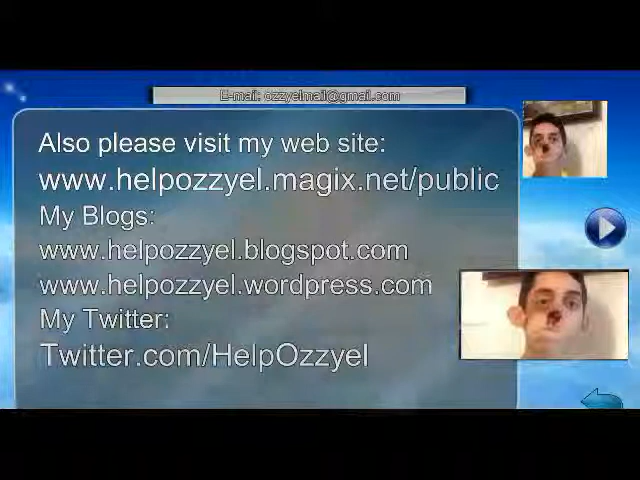 E-mail: ozzyelmail@gmail.com
Also please visit my web site:
www.helpozzyel.magix.net/public
My Blogs:
www.helpozzyel.blogspot.com
www.helpozzyel.wordpress.com
My Twitter:
Twitter.com/HelpOzzyel